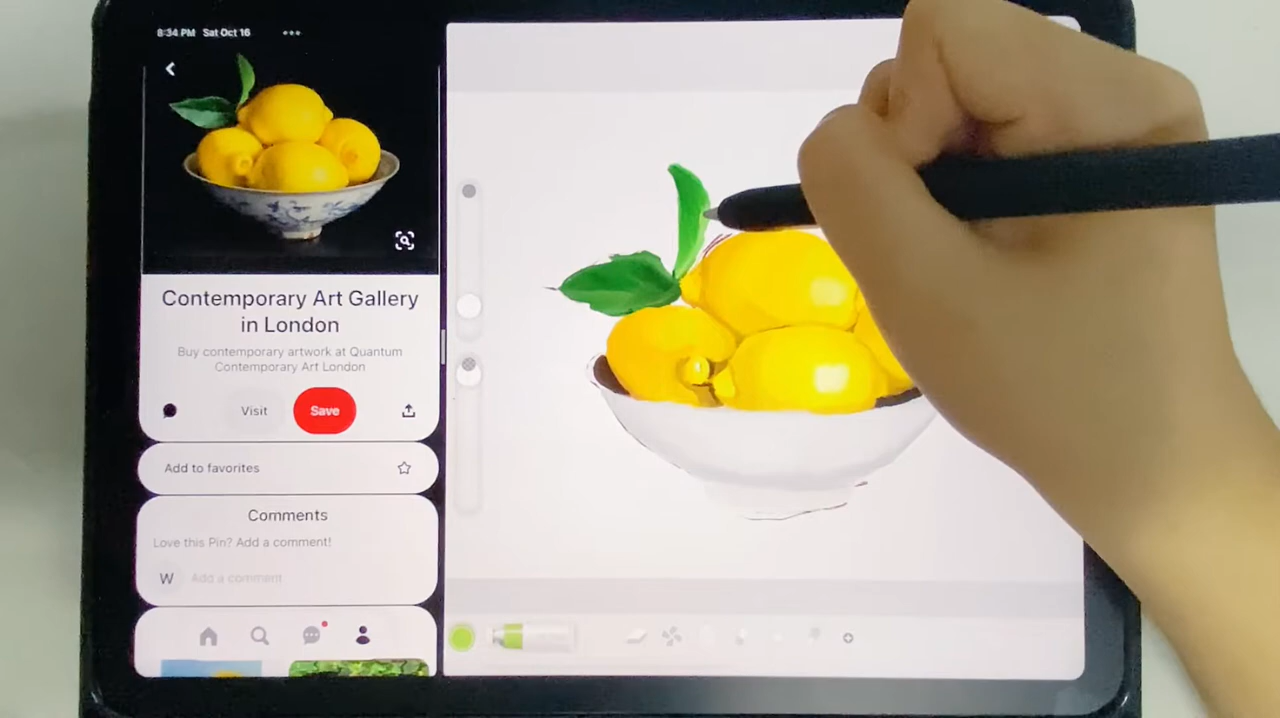 8:34 PM Sat Oct 16
Contemporary Art Gallery
in London
Buy contemporary artwork at Quantum
Contemporary Art London
Visit
Save
Add to favorites
Comments
Love this Pin? Add a comment!
W
Add a comment